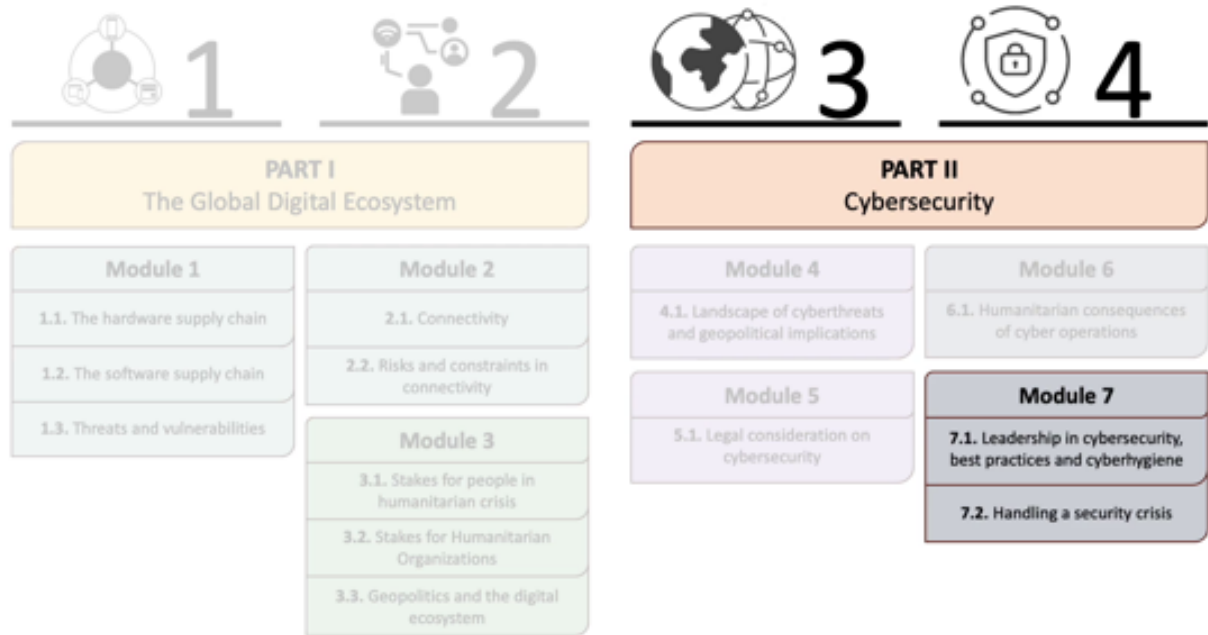 1
2
3
4
PART I
The Global Digital Ecosystem
Module 1
1.1. The hardware supply chain
1.2. The software supply chain
1.3. Threats and vulnerabilities
Module 2
2.1. Connectivity
2.2. Risks and constraints in
connectivity
Module 3
3.1. Stakes for people in
humanitarian crisis
3.2. Stakes for Humanitarian
Organizations
3.3. Geopolitics and the digital
ecosystem
PART II
Cybersecurity
Module 4
4.1. Landscape of cyberthreats
and geopolitical implications
Module 5
5.1. Legal consideration on
cybersecurity
Module 6
6.1. Humanitarian consequences
of cyber operations
Module 7
7.1. Leadership in cybersecurity,
best practices and cyberhygiene
7.2. Handling a security crisis